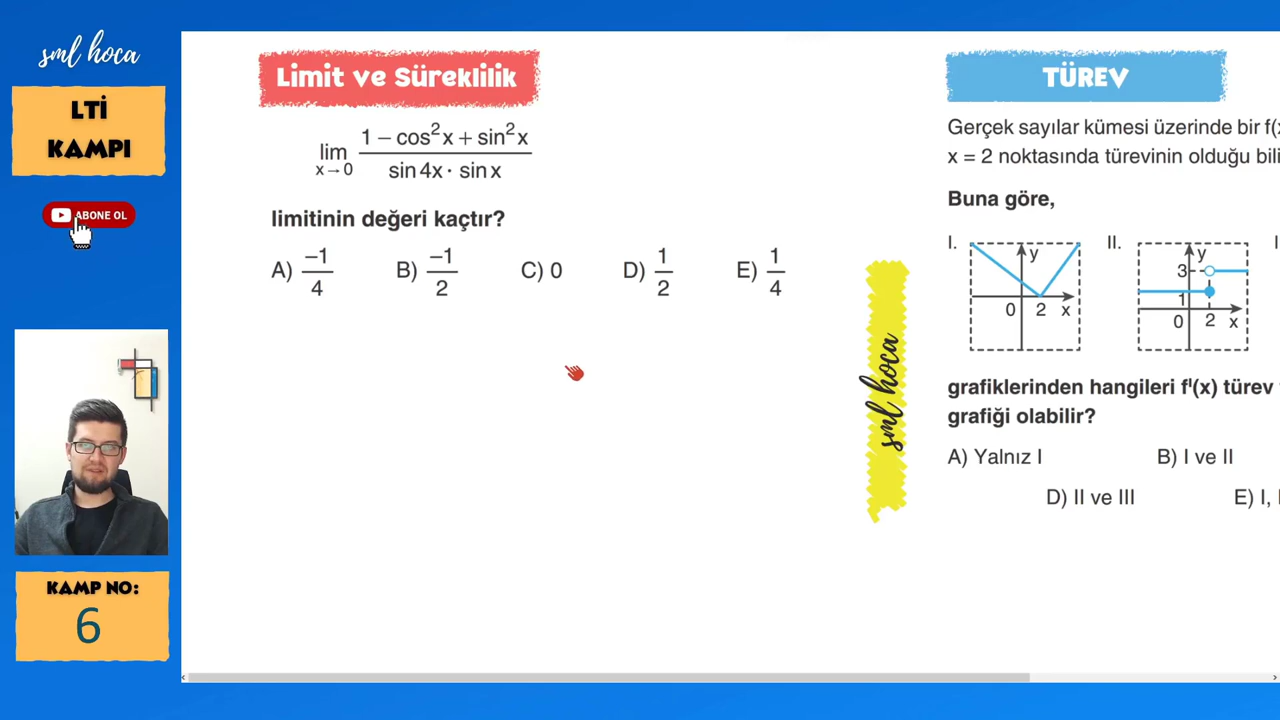 sml hoca
LTİ
KAMPI
ABONE OL
KAMP NO:
6
Limit ve Süreklilik
lim x→0 (1 − cos²x + sin²x) / (sin 4x · sin x)
limitinin değeri kaçtır?
A) −1/4 B) −1/2 C) 0 D) 1/2 E) 1/4
sml hoca
TÜREV
Gerçek sayılar kümesi üzerinde bir
x = 2 noktasında türevinin olduğu
Buna göre,
I. y 0 2 x
II. y 3 1 0 2 x
grafiklerinden hangileri fᴵ(x) türev
grafiği olabilir?
A) Yalnız I B) I ve II
D) II ve III E) I,